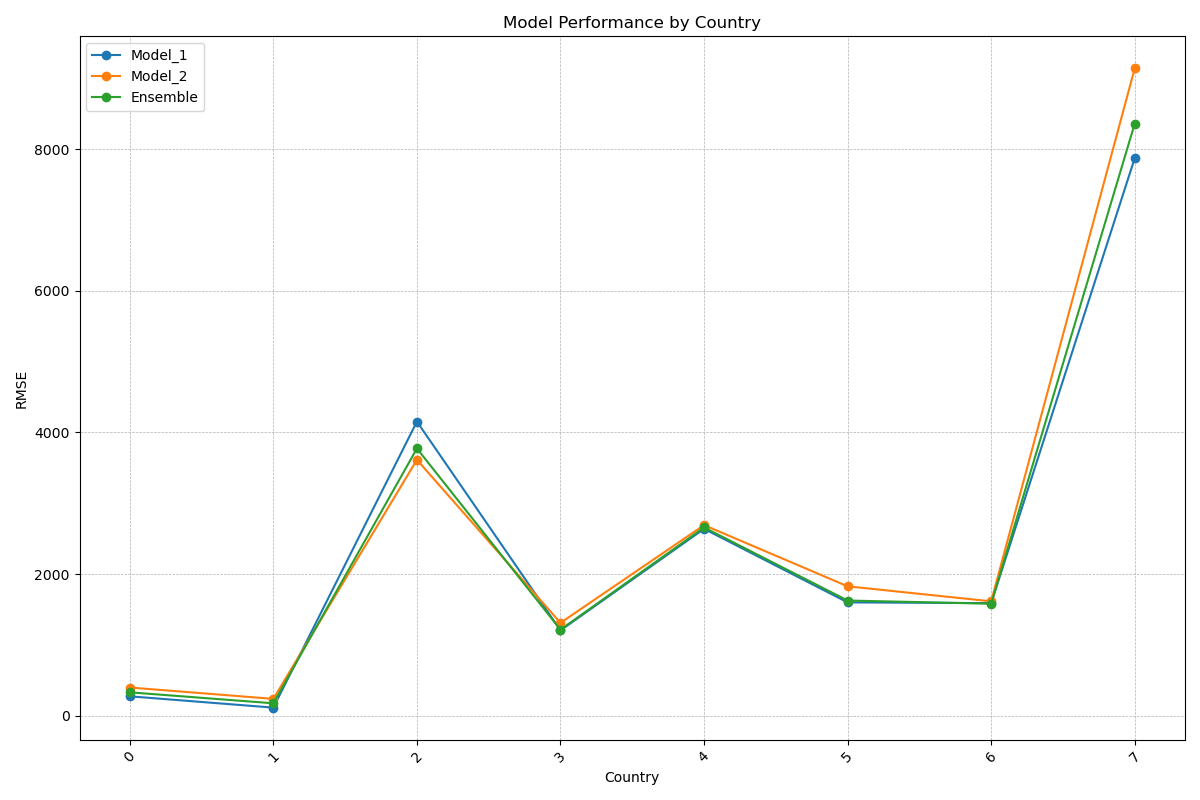 Model Performance by Country
Model_1
Model_2
Ensemble
RMSE
8000
6000
4000
2000
0
0 1 2 3 4 5 6 7
Country